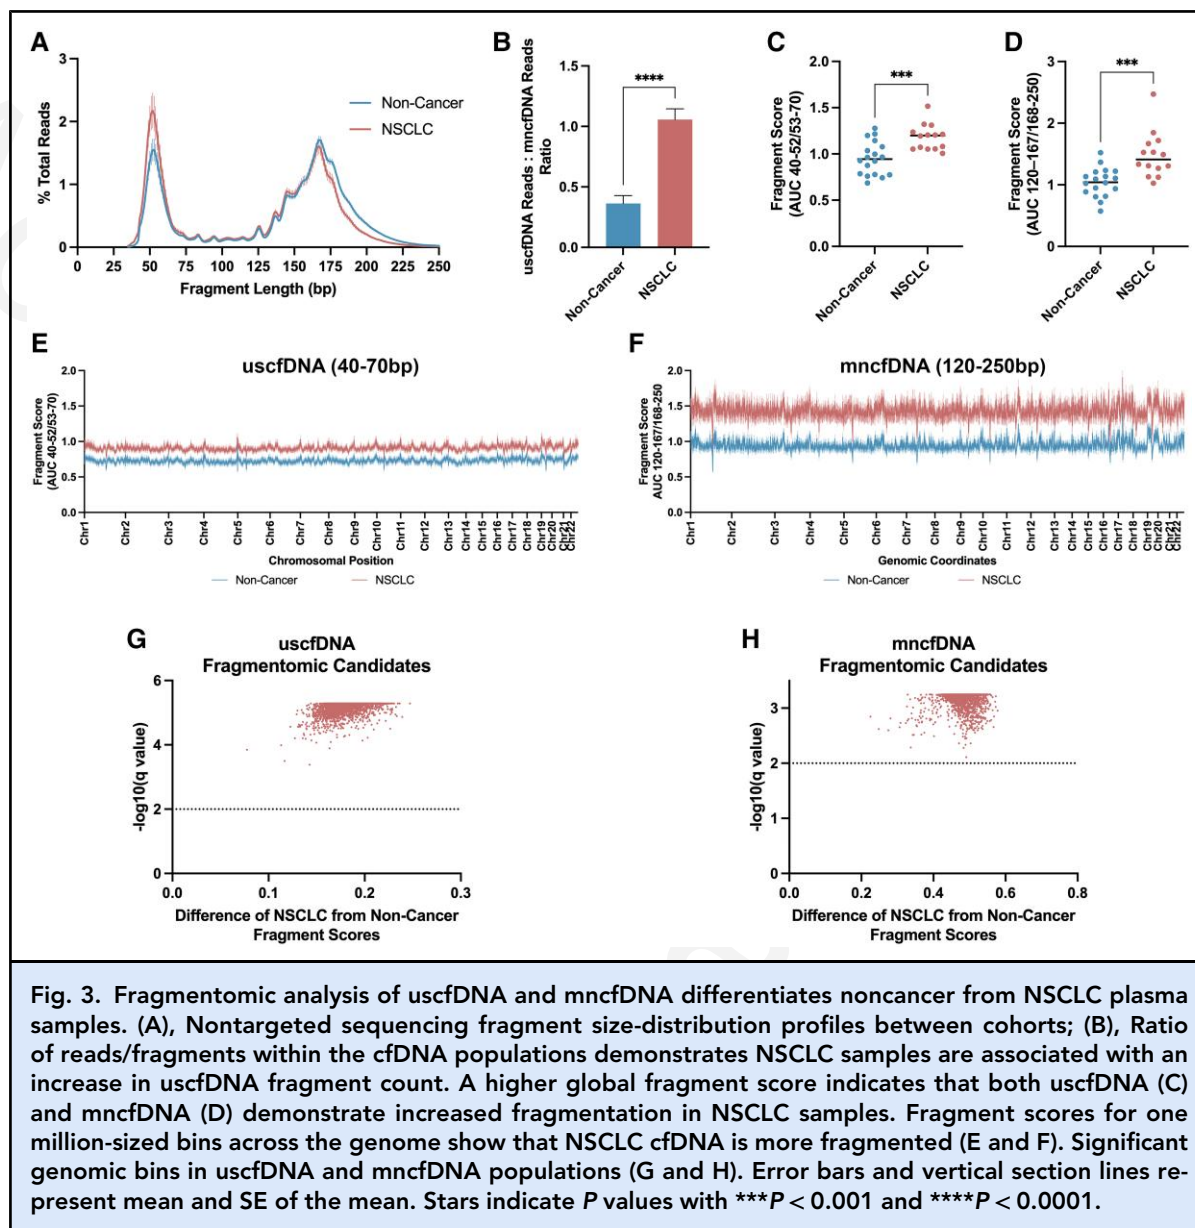 A
% Total Reads
3
2
1
0
0 25 50 75 100 125 150 175 200 225 250
Fragment Length (bp)
Non-Cancer
NSCLC
B
uscfDNA Reads : mncfDNA Reads
Ratio
1.5
1.0
0.5
0.0
****
Non-Cancer
NSCLC
C
Fragment Score
(AUC 40-52/53-70)
2.0
1.5
1.0
0.5
0.0
***
Non-Cancer
NSCLC
D
Fragment Score
(AUC 120–167/168-250)
3
2
1
0
***
Non-Cancer
NSCLC
E
uscfDNA (40-70bp)
Fragment Score
(AUC 40-52/53-70)
2.0
1.5
1.0
0.5
0.0
Chr1 Chr2 Chr3 Chr4 Chr5 Chr6 Chr7 Chr8 Chr9 Chr10 Chr11 Chr12 Chr13 Chr14 Chr15 Chr16 Chr17 Chr18 Chr19 Chr20 Chr21 Chr22
Chromosomal Position
Non-Cancer NSCLC
F
mncfDNA (120-250bp)
Fragment Score
AUC 120-167/168-250
2.0
1.5
1.0
0.5
0.0
Chr1 Chr2 Chr3 Chr4 Chr5 Chr6 Chr7 Chr8 Chr9 Chr10 Chr11 Chr12 Chr13 Chr14 Chr15 Chr16 Chr17 Chr18 Chr19 Chr20 Chr21 Chr22
Genomic Coordinates
Non-Cancer NSCLC
G
uscfDNA
Fragmentomic Candidates
-log10(q value)
6
4
2
0
0.0 0.1 0.2 0.3
Difference of NSCLC from Non-Cancer
Fragment Scores
H
mncfDNA
Fragmentomic Candidates
-log10(q value)
3
2
1
0
0.0 0.2 0.4 0.6 0.8
Difference of NSCLC from Non-Cancer
Fragment Scores
Fig. 3. Fragmentomic analysis of uscfDNA and mncfDNA differentiates noncancer from NSCLC plasma
samples. (A), Nontargeted sequencing fragment size-distribution profiles between cohorts; (B), Ratio
of reads/fragments within the cfDNA populations demonstrates NSCLC samples are associated with an
increase in uscfDNA fragment count. A higher global fragment score indicates that both uscfDNA (C)
and mncfDNA (D) demonstrate increased fragmentation in NSCLC samples. Fragment scores for one
million-sized bins across the genome show that NSCLC cfDNA is more fragmented (E and F). Significant
genomic bins in uscfDNA and mncfDNA populations (G and H). Error bars and vertical section lines re-
present mean and SE of the mean. Stars indicate P values with ***P < 0.001 and ****P < 0.0001.